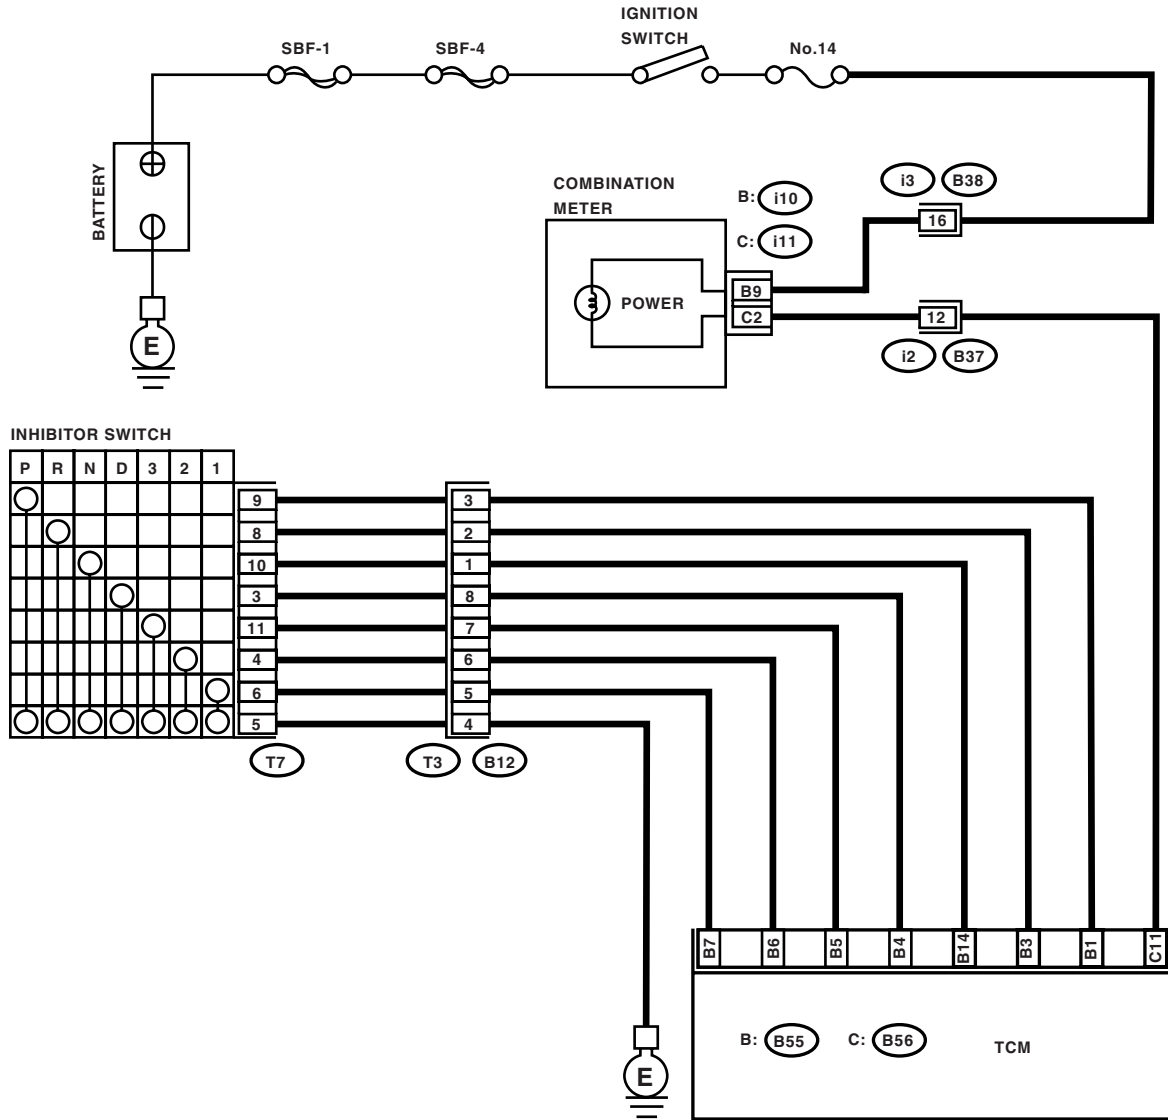 IGNITION
SWITCH
SBF-1
SBF-4
No.14
BATTERY
E
COMBINATION
METER
B: i10
C: i11
i3
B38
16
POWER
B9
C2
12
i2
B37
INHIBITOR SWITCH
P R N D 3 2 1
9 3
8 2
10 1
3 8
11 7
4 6
6 5
5 4
T7
T3
B12
B7 B6 B5 B4 B14 B3 B1 C11
B: B55 C: B56
TCM
E